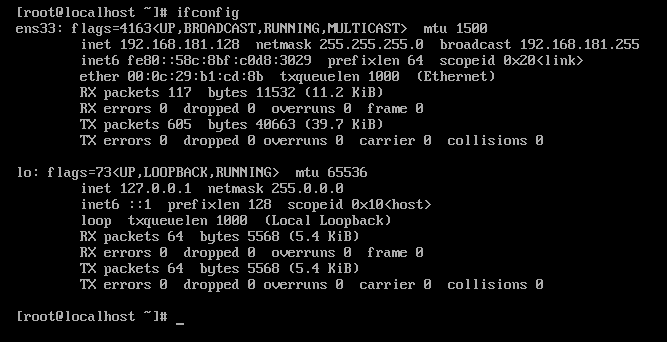 [root@localhost ~]# ifconfig
ens33: flags=4163<UP,BROADCAST,RUNNING,MULTICAST>  mtu 1500
        inet 192.168.181.128  netmask 255.255.255.0  broadcast 192.168.181.255
        inet6 fe80::58c:8bf:c0d8:3029  prefixlen 64  scopeid 0x20<link>
        ether 00:0c:29:b1:cd:8b  txqueuelen 1000  (Ethernet)
        RX packets 117  bytes 11532 (11.2 KiB)
        RX errors 0  dropped 0  overruns 0  frame 0
        TX packets 605  bytes 40663 (39.7 KiB)
        TX errors 0  dropped 0 overruns 0  carrier 0  collisions 0
lo: flags=73<UP,LOOPBACK,RUNNING>  mtu 65536
        inet 127.0.0.1  netmask 255.0.0.0
        inet6 ::1  prefixlen 128  scopeid 0x10<host>
        loop  txqueuelen 1000  (Local Loopback)
        RX packets 64  bytes 5568 (5.4 KiB)
        RX errors 0  dropped 0  overruns 0  frame 0
        TX packets 64  bytes 5568 (5.4 KiB)
        TX errors 0  dropped 0 overruns 0  carrier 0  collisions 0
[root@localhost ~]# _